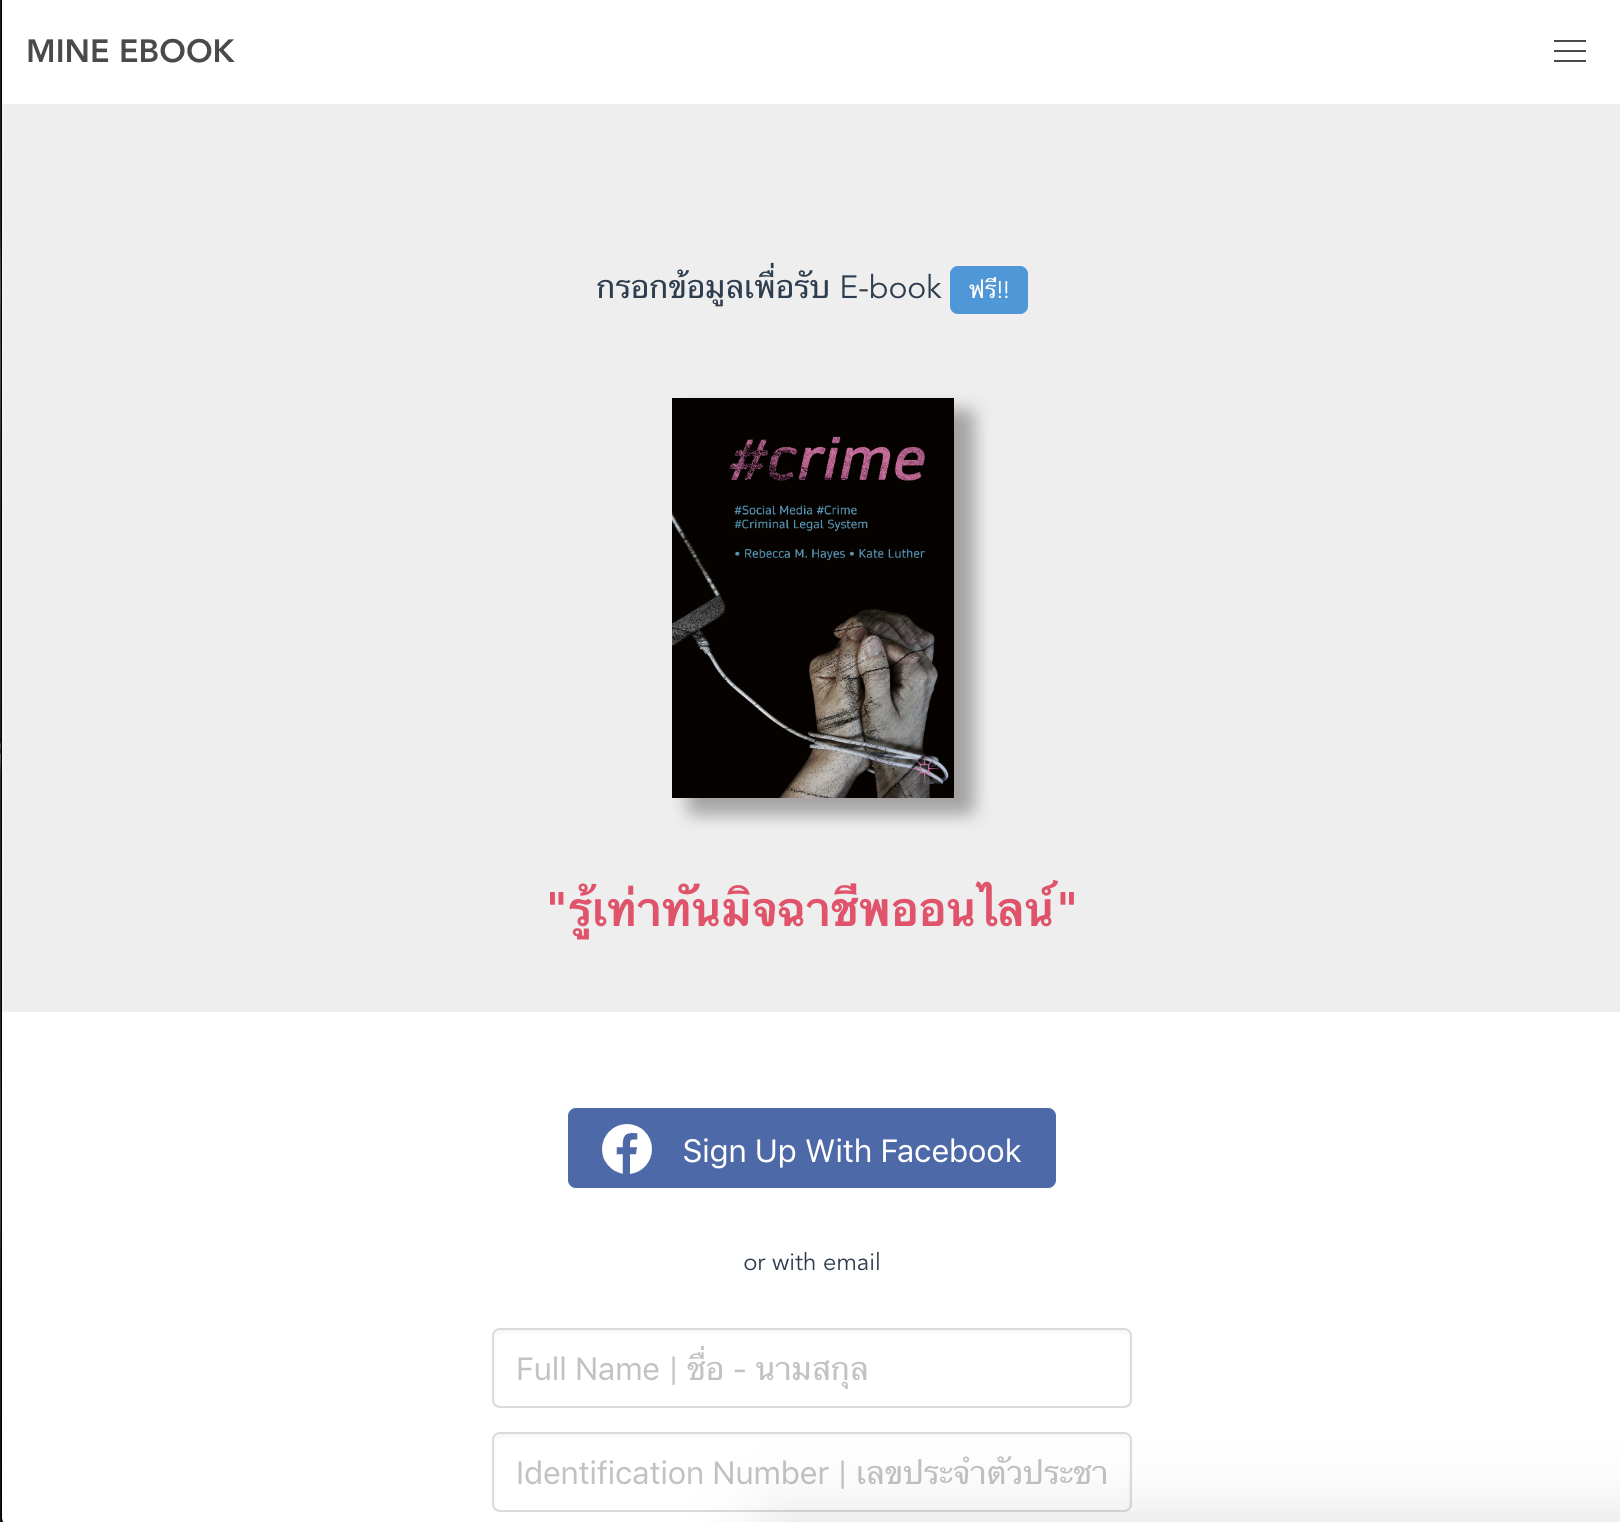 MINE EBOOK
กรอกข้อมูลเพื่อรับ E-book ฟรี!!
#crime
#Social Media #Crime
#Criminal Legal System
• Rebecca M. Hayes • Kate Luther
"รู้เท่าทันมิจฉาชีพออนไลน์"
Sign Up With Facebook
or with email
Full Name | ชื่อ - นามสกุล
Identification Number | เลขประจำตัวประชา